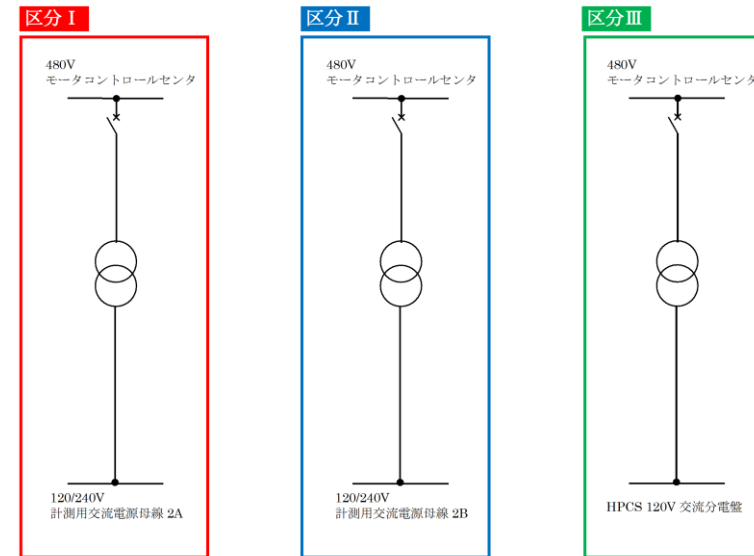 区分Ⅰ
480V
モータコントロールセンタ
120/240V
計測用交流電源母線 2A
区分Ⅱ
480V
モータコントロールセンタ
120/240V
計測用交流電源母線 2B
区分Ⅲ
480V
モータコントロールセンタ
HPCS 120V 交流分電盤